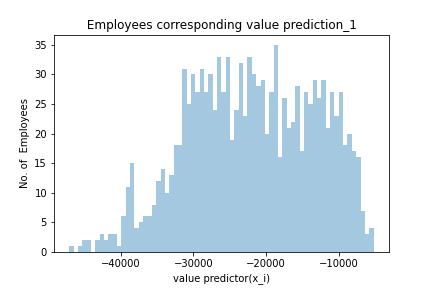 Employees corresponding value prediction_1
35
30
25
20
15
10
5
0
No. of  Employees
−40000 −30000 −20000 −10000
value predictor(x_i)